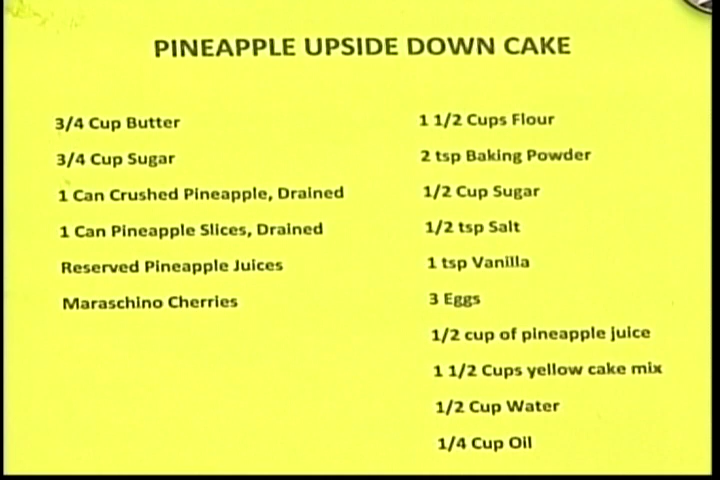 PINEAPPLE UPSIDE DOWN CAKE
3/4 Cup Butter
3/4 Cup Sugar
1 Can Crushed Pineapple, Drained
1 Can Pineapple Slices, Drained
Reserved Pineapple Juices
Maraschino Cherries
1 1/2 Cups Flour
2 tsp Baking Powder
1/2 Cup Sugar
1/2 tsp Salt
1 tsp Vanilla
3 Eggs
1/2 cup of pineapple juice
1 1/2 Cups yellow cake mix
1/2 Cup Water
1/4 Cup Oil